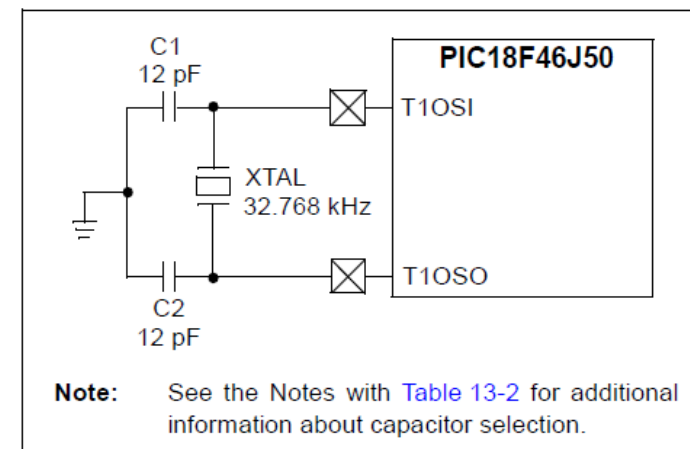 C1
12 pF
PIC18F46J50
T1OSI
XTAL
32.768 kHz
T1OSO
C2
12 pF
Note: See the Notes with Table 13-2 for additional
information about capacitor selection.